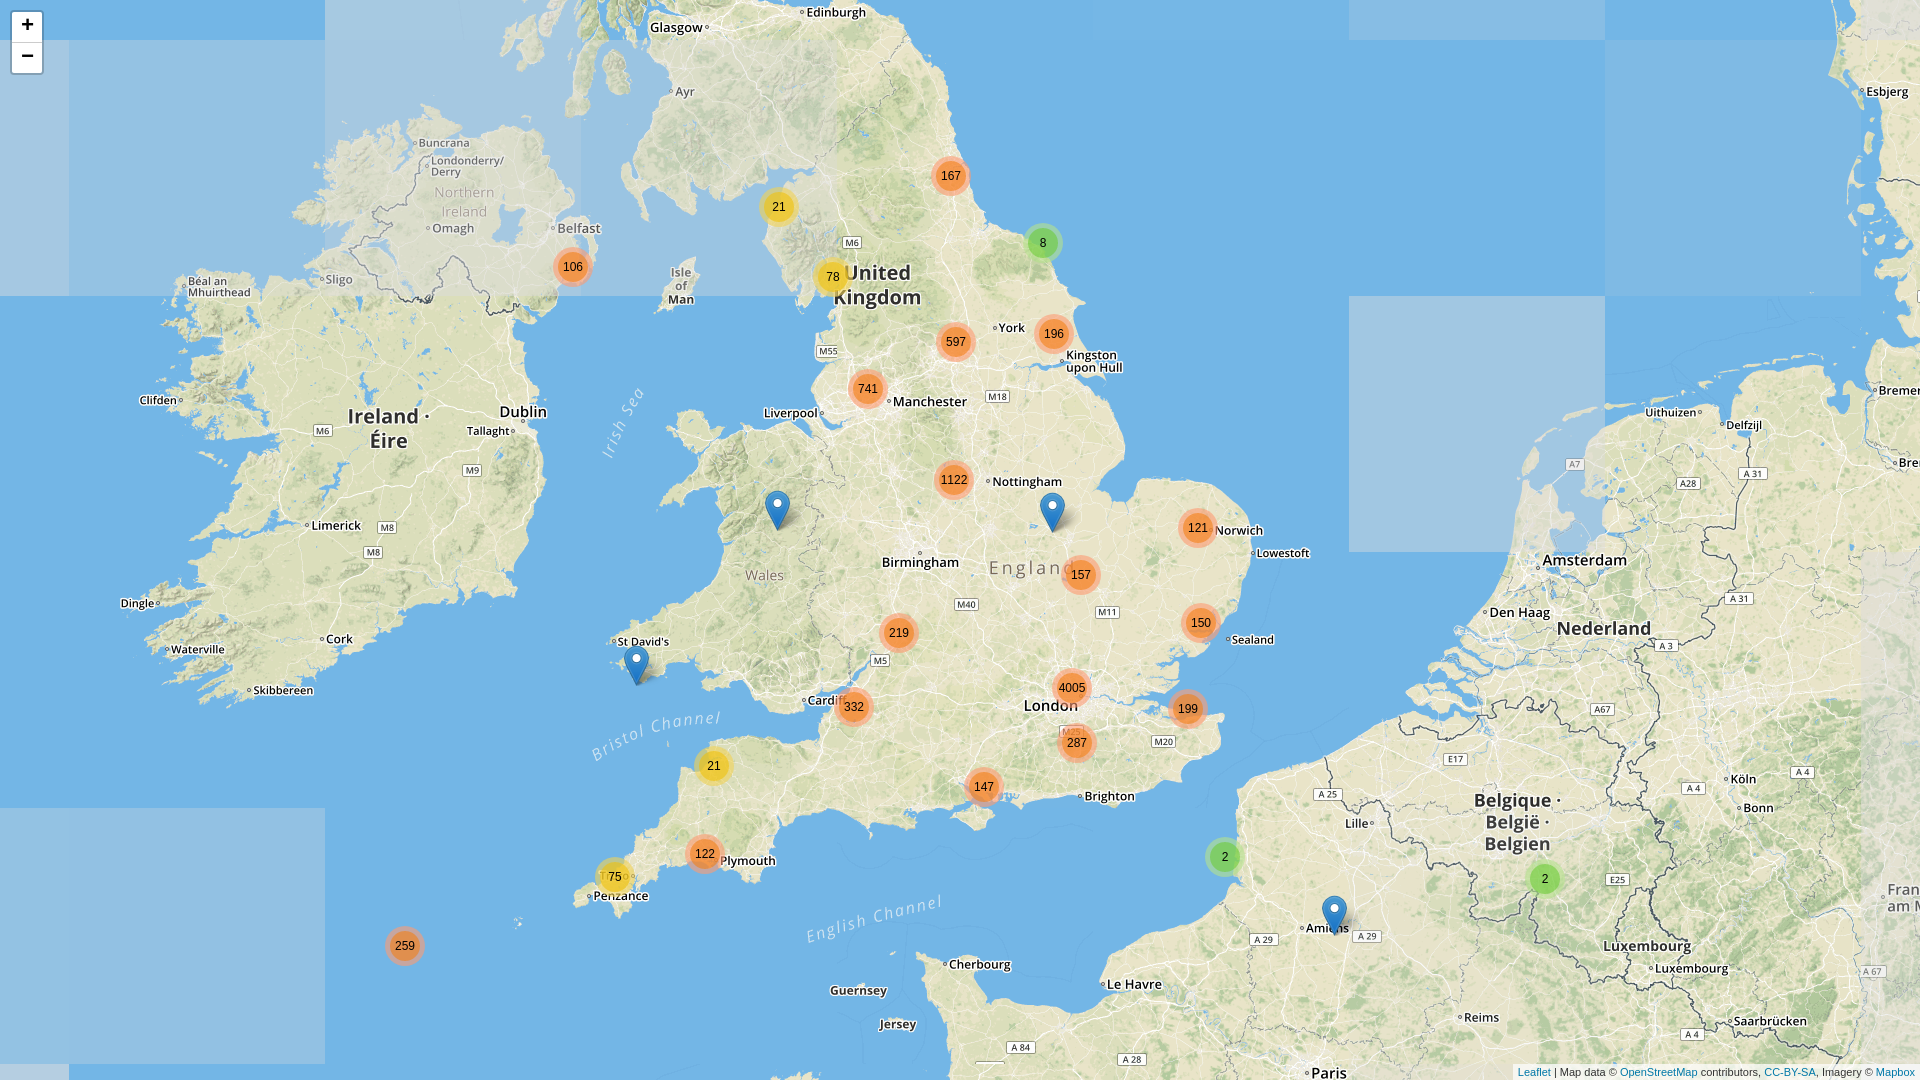 +
−
Edinburgh
Glasgow
Ayr
Esbjerg
Buncrana
Londonderry/
Derry
Northern
Ireland
Omagh
Belfast
167
21
8
M6
106
Isle
of
Man
78
United
Kingdom
Sligo
Béal an
Mhuirthead
York
196
597
M55
Kingston
upon Hull
741
M18
Manchester
Liverpool
Clifden
Ireland ·
Éire
Dublin
Tallaght
M6
M9
Irish Sea
Uithuizen
Delfzijl
A7
A 31
A28
1122
Nottingham
121
Norwich
Lowestoft
Limerick
M8
M8
Birmingham
England
157
Wales
Amsterdam
Dingle
M40
M11
Den Haag
A 31
Nederland
Cork
Waterville
St David's
219
150
Sealand
A 3
M5
Skibbereen
4005
London
Cardiff
332
199
A67
Bristol Channel
M25
287
M20
E17
21
147
Brighton
A 25
Lille
Köln
A 4
A 4
Bonn
Belgique ·
België ·
Belgien
122
Plymouth
2
75
Penzance
2
E25
English Channel
Amiens
A 29
A 29
259
Luxembourg
Luxembourg
A 67
Cherbourg
Le Havre
Guernsey
Jersey
Reims
Saarbrücken
A 4
A 84
A 28
Paris
Leaflet | Map data © OpenStreetMap contributors, CC-BY-SA, Imagery © Mapbox